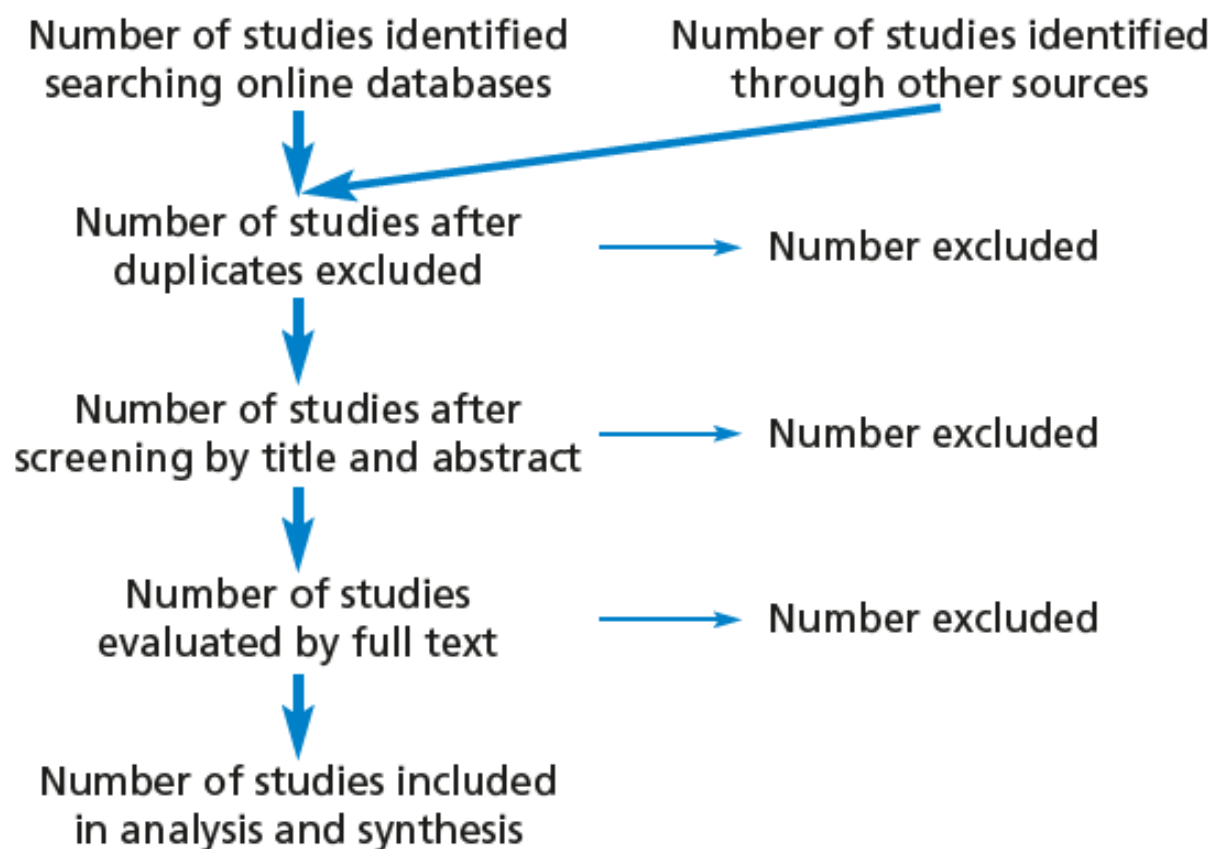 Number of studies identified
searching online databases
Number of studies identified
through other sources
Number of studies after
duplicates excluded
Number excluded
Number of studies after
screening by title and abstract
Number excluded
Number of studies
evaluated by full text
Number excluded
Number of studies included
in analysis and synthesis